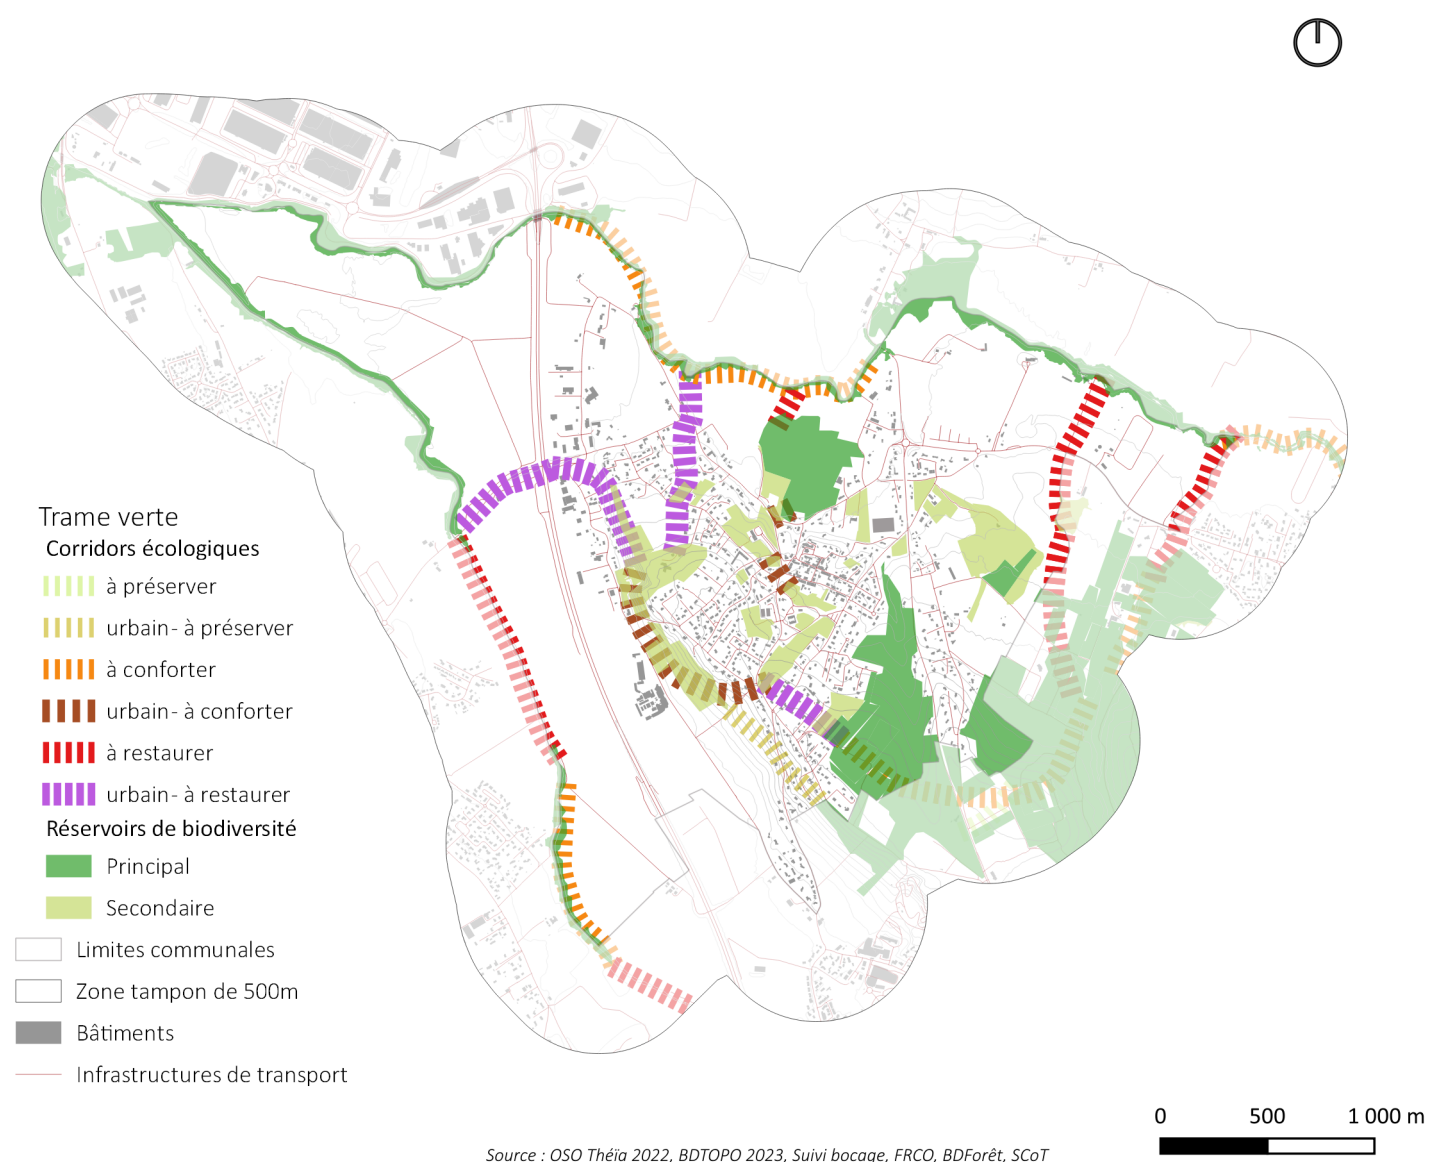 Trame verte
Corridors écologiques
à préserver
urbain- à préserver
à conforter
urbain- à conforter
à restaurer
urbain- à restaurer
Réservoirs de biodiversité
Principal
Secondaire
Limites communales
Zone tampon de 500m
Bâtiments
Infrastructures de transport
0 500 1 000 m
Source : OSO Théïa 2022, BDTOPO 2023, Suivi bocage, FRCO, BDForêt, SCoT